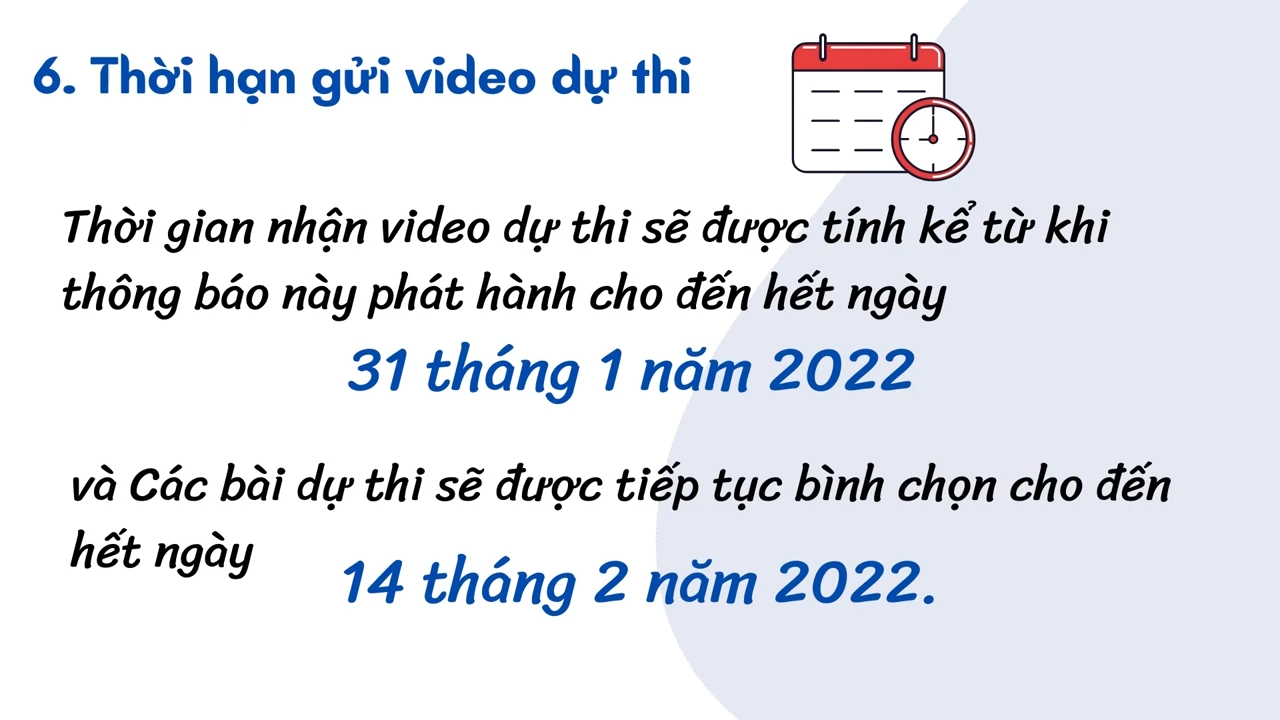 6. Thời hạn gửi video dự thi
Thời gian nhận video dự thi sẽ được tính kể từ khi
thông báo này phát hành cho đến hết ngày
31 tháng 1 năm 2022
và Các bài dự thi sẽ được tiếp tục bình chọn cho đến
hết ngày
14 tháng 2 năm 2022.